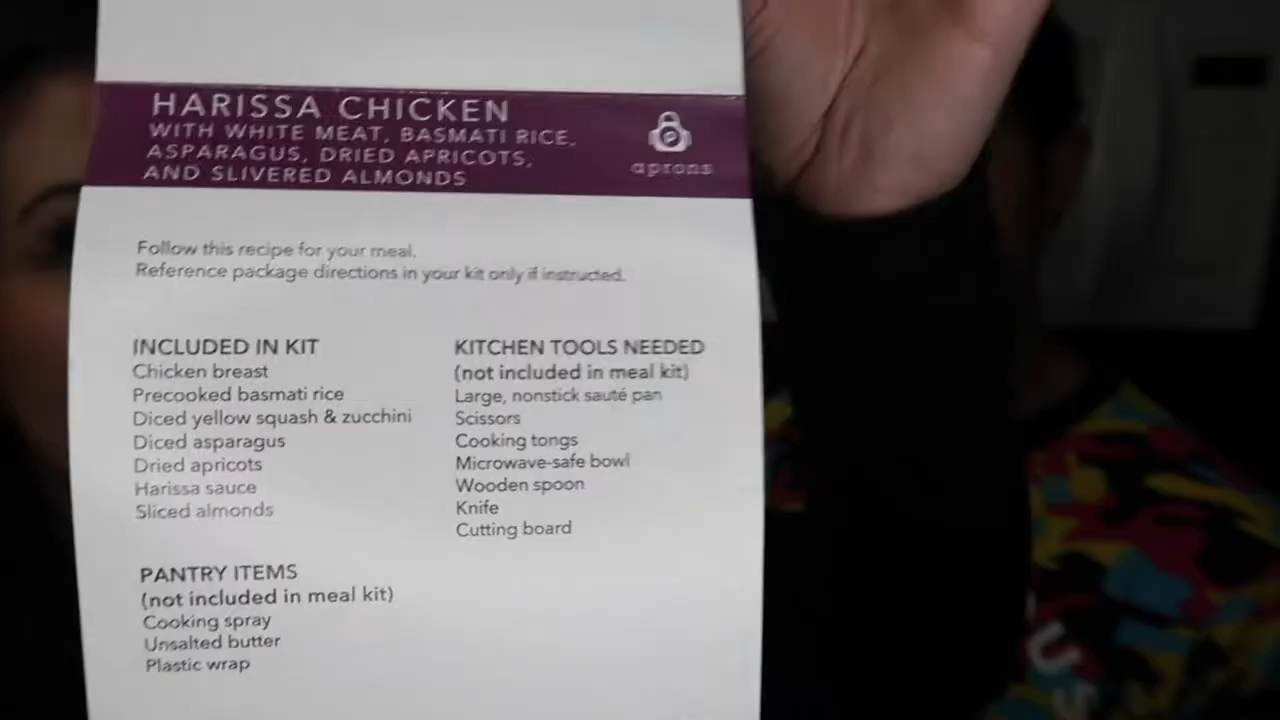 HARISSA CHICKEN
WITH WHITE MEAT, BASMATI RICE,
ASPARAGUS, DRIED APRICOTS,
AND SLIVERED ALMONDS
aprons
Follow this recipe for your meal.
Reference package directions in your kit only if instructed.
INCLUDED IN KIT
Chicken breast
Precooked basmati rice
Diced yellow squash & zucchini
Diced asparagus
Dried apricots
Harissa sauce
Sliced almonds
KITCHEN TOOLS NEEDED
(not included in meal kit)
Large, nonstick sauté pan
Scissors
Cooking tongs
Microwave-safe bowl
Wooden spoon
Knife
Cutting board
PANTRY ITEMS
(not included in meal kit)
Cooking spray
Unsalted butter
Plastic wrap